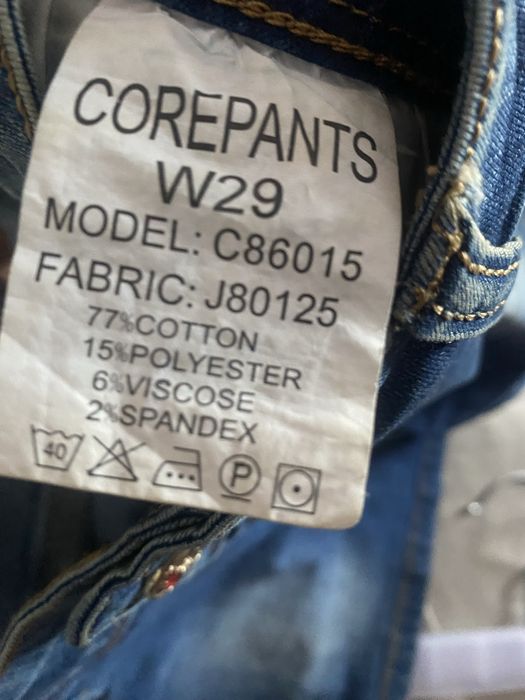 COREPANTS
W29
MODEL: C86015
FABRIC: J80125
77%COTTON
15%POLYESTER
6%VISCOSE
2%SPANDEX
40 P